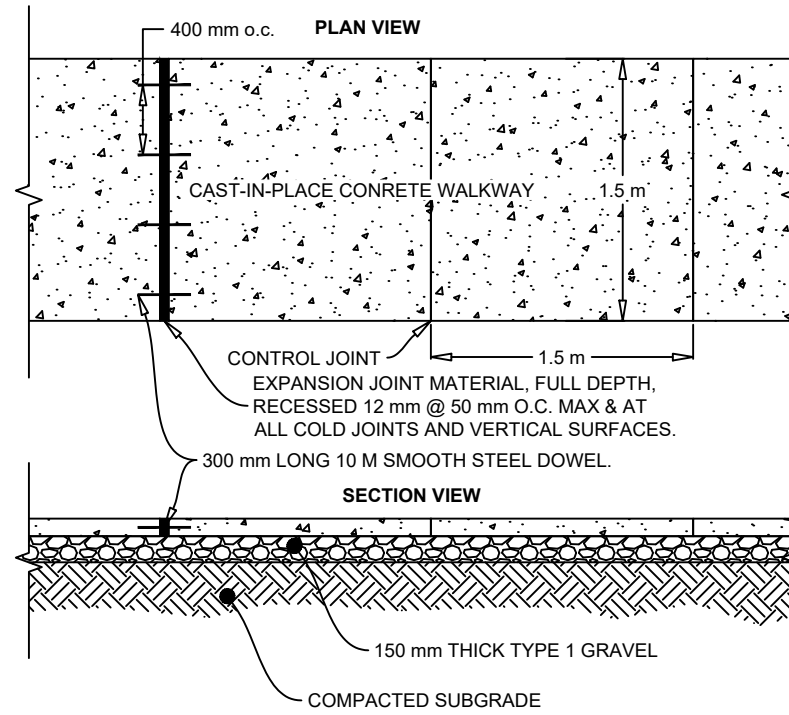 400 mm o.c.
PLAN VIEW
CAST-IN-PLACE CONRETE WALKWAY
1.5 m
CONTROL JOINT
1.5 m
EXPANSION JOINT MATERIAL, FULL DEPTH,
RECESSED 12 mm @ 50 mm O.C. MAX & AT
ALL COLD JOINTS AND VERTICAL SURFACES.
300 mm LONG 10 M SMOOTH STEEL DOWEL.
SECTION VIEW
150 mm THICK TYPE 1 GRAVEL
COMPACTED SUBGRADE